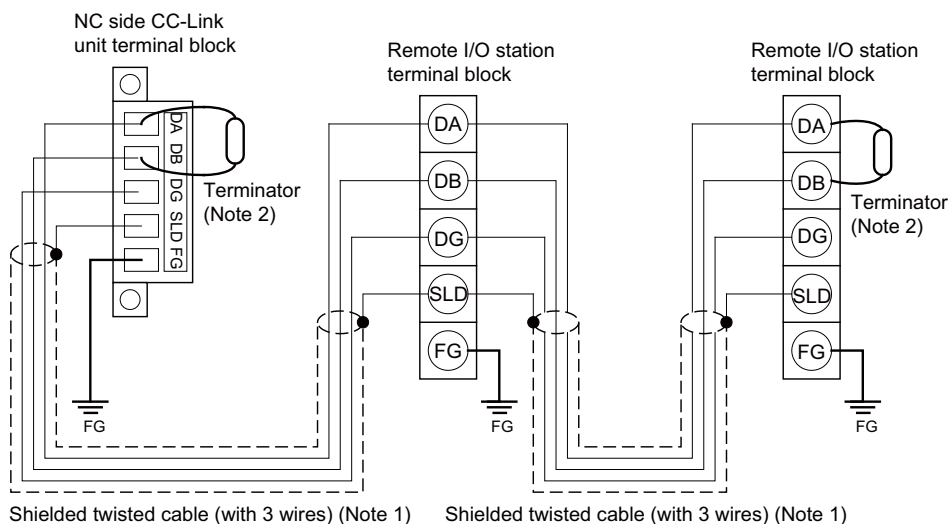 NC side CC-Link
unit terminal block
DA
DB
DG
SLD
FG
Terminator
(Note 2)
FG
Remote I/O station
terminal block
DA
DB
DG
SLD
FG
FG
Remote I/O station
terminal block
DA
DB
DG
SLD
FG
Terminator
(Note 2)
FG
Shielded twisted cable (with 3 wires) (Note 1)
Shielded twisted cable (with 3 wires) (Note 1)